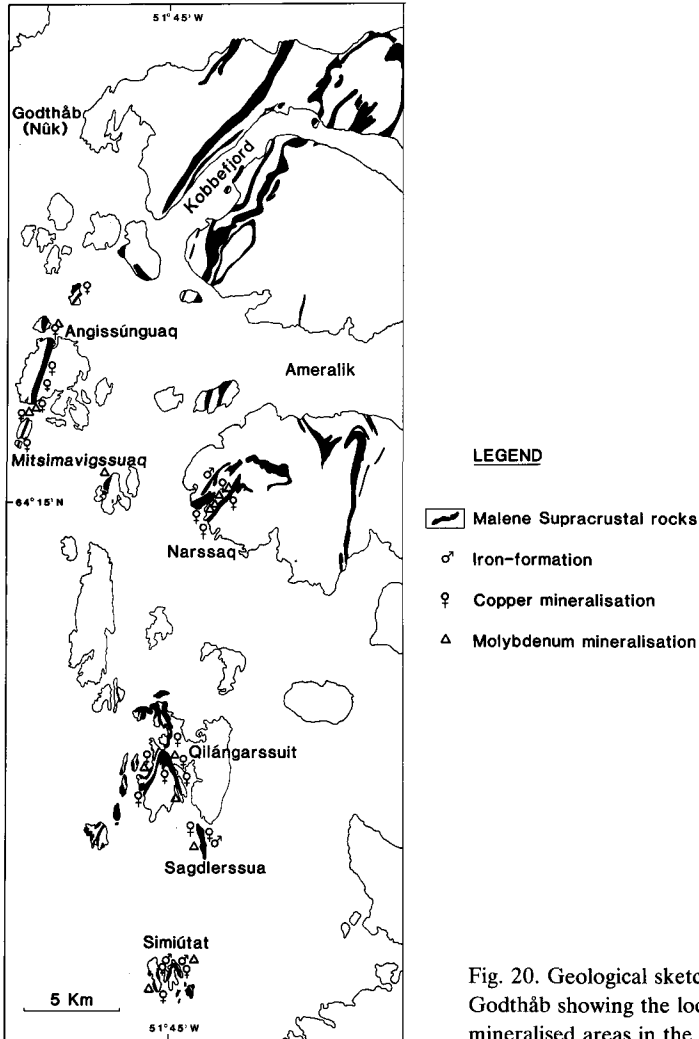 51° 45' W
Godthåb
(Nûk)
Kobbefjord
Angissúnguaq
Ameralik
Mitsimavigssuaq
64° 15' N
Narssaq
Qilángarssuit
Sagdlerssua
Simiútat
5 Km
51° 45' W
LEGEND
Malene Supracrustal rocks
♂ Iron-formation
♀ Copper mineralisation
△ Molybdenum mineralisation
Fig. 20. Geological sketc
Godthåb showing the loc
mineralised areas in the